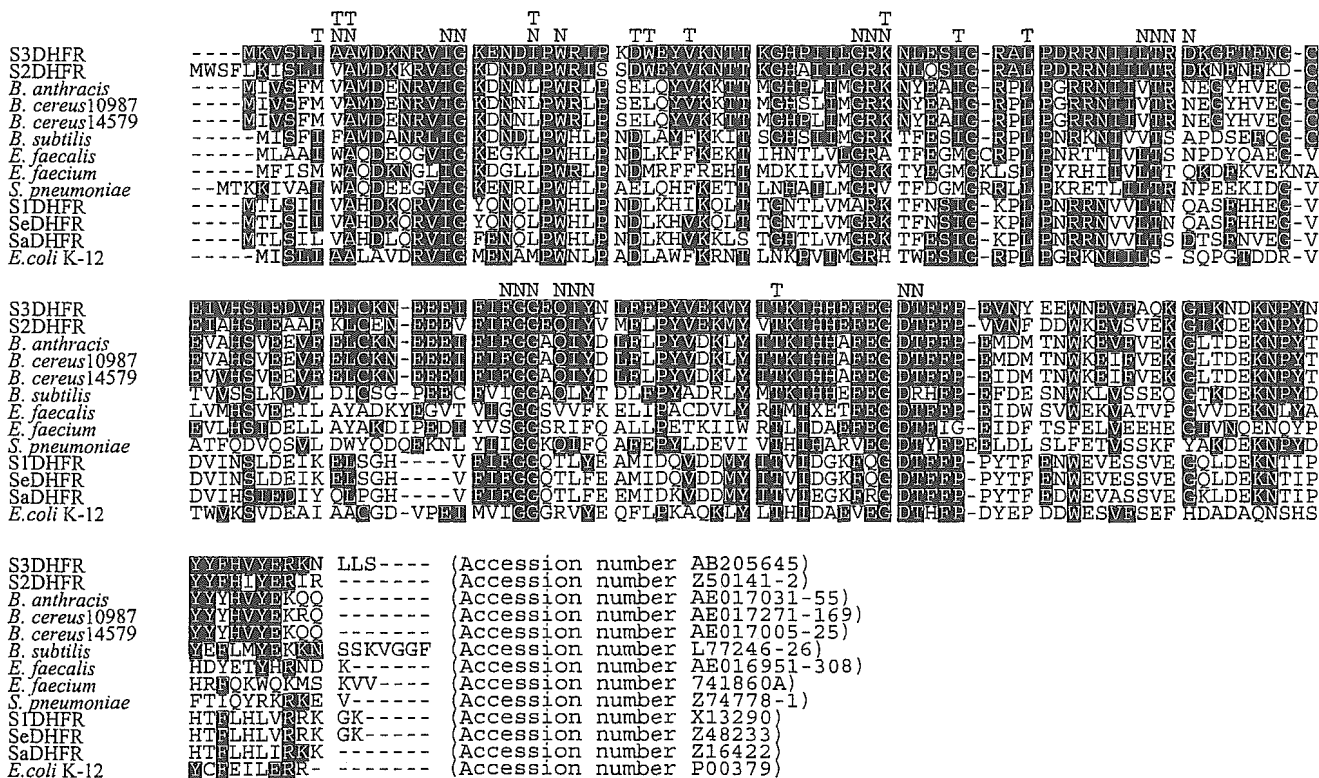 TT T T
T NN NN N N TT T NNN T T NNN N
S3DHFR ----MKVSLI AAMDKNRVIG KENDIPWRIP KDWEYVKNTT KGHPIILGRK NLESIG-RAL PDRRNIILTR DKGFTFNG-C
S2DHFR MWSFLKISLI VAMDKKRVIG KDNDIPWRIS SDWEYVKNTT KGHAIILGRK NLQSIG-RAL PDRRNIILTR DKNFNFKD-C
B. anthracis ----MIVSFM VAMDENRVIG KDNNLPWRLP SELQYVKKTT MGHPLIMGRK NYEAIG-RPL PGRRNIIVTR NEGYHVEG-C
B. cereus10987 ----MIVSFM VAMDENRVIG KDNNLPWRLP SELQYVKKTT MGHSLIMGRK NYEAIG-RPL PGRRNIIVTR NEGYHVEG-C
B. cereus14579 ----MIVSFM VAMDENRVIG KDNNLPWRLP SELQYVKKTT MGHPLIMGRK NYEAIG-RPL PGRRNIIVTR NEGYHVEG-C
B. subtilis -----MISFI FAMDANRLIG KDNDLPWHLP NDLAYFKKIT SGHSIIMGRK TFESIG-RPL PNRKNIVVTS APDSEFQG-C
E. faecalis -----MLAAI WAQDEQGVIG KEGKLPWHLP NDLKFFKEKT IHNTLVLGRA TFEGMGCRPL PNRTTIVLTS NPDYQAEG-V
E. faecium -----MFISM WAQDKNGLIG KDGLLPWRLP NDMRFFREHT MDKILVMGRK TYEGMGKLSL PYRHIIVLTT QKDFKVEKNA
S. pneumoniae --MTKKIVAI WAQDEEGVIG KENRLPWHLP AELQHFKETT LNHAILMGRV TFDGMGRRLL PKRETLILTR NPEEKIDG-V
S1DHFR ----MTLSIL VAHDKQRVIG YQNQLPWHLP NDLKHIKQLT TGNTLVMARK TFNSIG-KPL PNRRNVVLTN QASFHHEG-V
SeDHFR ----MTLSII VAHDKQRVIG YQNQLPWHLP NDLKHVKQLT TGNTLVMGRK TFNSIG-KPL PNRRNVVLTN QASFHHEG-V
SaDHFR ----MTLSIL VAHDLQRVIG FENQLPWHLP NDLKHVKKLS TGHTLVMGRK TFESIG-KPL PNRRNVVLTS DTSFNVEG-V
E.coli K-12 -----MISLI AALAVDRVIG MENAMPWNLP ADLAWFKRNT LNKPVIMGRH TWESIG-RPL PGRKNIILS- SQPGTDDR-V
NNN NNN T NN
S3DHFR EIVHSIEDVF ELCKN-EEEI FIFGGEQIYN LFFPYVEKMY ITKIHHEFEG DTFFP-EVNY EEWNEVFAQK GIKNDKNPYN
S2DHFR EIAHSIEAAF KLCEN-EEEV FIFGGEQIYV MFLPYVEKMY VTKIHHEFEG DTFFP-VVNF DDWKEVSVEK GIKDEKNPYD
B. anthracis EVAHSVEEVF ELCKN-EEEI FIFGGAQIYD LFLPYVDKLY ITKIHHAFEG DTFFP-EMDM TNWKEVFVEK GLTDEKNPYT
B. cereus10987 EVAHSVEEVF ELCKN-EEEI FIFGGAQIYD LFLPYVDKLY ITKIHHAFEG DTFFP-EMDM TNWKEIFVEK GLTDEKNPYT
B. cereus14579 EVVHSVEEVF ELCKN-EEEI FIFGGAQIYD LFLPYVDKLY ITKIHHAFEG DTFFP-EIDM TNWKEIFVEK GLTDEKNPYT
B. subtilis TVVSSLKDVL DICSG-PEEC FVIGGAQLYT DLFPYADRLY MTKIHHEFEG DRHFP-EFDE SNWKLVSSEQ GTKDEKNPYD
E. faecalis LVMHSVEEIL AYADKYEGVT VIGGGSVVFK ELIPACDVLY RTMIXETFEG DTFFP-EIDW SVWEKVATVP GVVDEKNLYA
E. faecium EVLHSIDELL AYAKDIPEDI YVSGGSRIFQ ALLPETKIIW RTLIDAEFEG DTFIG-EIDF TSFELVEEHE GIVNQENQYP
S. pneumoniae ATFQDVQSVL DWYQDQEKNL YIIGGKQIFQ AFEPYLDEVI VTHIHARVEG DTYFPEELDL SLFETVSSKF YAKDEKNPYD
S1DHFR DVINSLDEIK ELSGH----V FIFGGQTLYE AMIDQVDDMY ITVIDGKFQG DTFFP-PYTF ENWEVESSVE GQLDEKNTIP
SeDHFR DVINSLDEIK ELSGH----V FIFGGQTLYE AMIDQVDDMY ITVIDGKFQG DTFFP-PYTF ENWEVESSVE GQLDEKNTIP
SaDHFR DVIHSIEDIY QLPGH----V FIFGGQTLFE EMIDKVDDMY ITVIEGKFRG DTFFP-PYTF EDWEVASSVE GKLDEKNTIP
E.coli K-12 TWVKSVDEAI AACGD-VPEI MVIGGGRVYE QFLPKAQKLY LTHIDAEVEG DTHFP-DYEP DDWESVFSEF HDADAQNSHS
S3DHFR YYFHVYERKN LLS---- (Accession number AB205645)
S2DHFR YYFHIYERIR ------- (Accession number Z50141-2)
B. anthracis YYYHVYEKQQ ------- (Accession number AE017031-55)
B. cereus10987 YYYHVYEKRQ ------- (Accession number AE017271-169)
B. cereus14579 YYYHVYEKQQ ------- (Accession number AE017005-25)
B. subtilis YEFLMYEKKN SSKVGGF (Accession number L77246-26)
E. faecalis HDYETYHRND K------ (Accession number AE016951-308)
E. faecium HRFQKWQKMS KVV---- (Accession number 741860A)
S. pneumoniae FTIQYRKRKE V------ (Accession number Z74778-1)
S1DHFR HTFLHLVRRK GK----- (Accession number X13290)
SeDHFR HTFLHLVRRK GK----- (Accession number Z48233)
SaDHFR HTFLHLIRKK ------- (Accession number Z16422)
E.coli K-12 YCFEILERR- ------- (Accession number P00379)